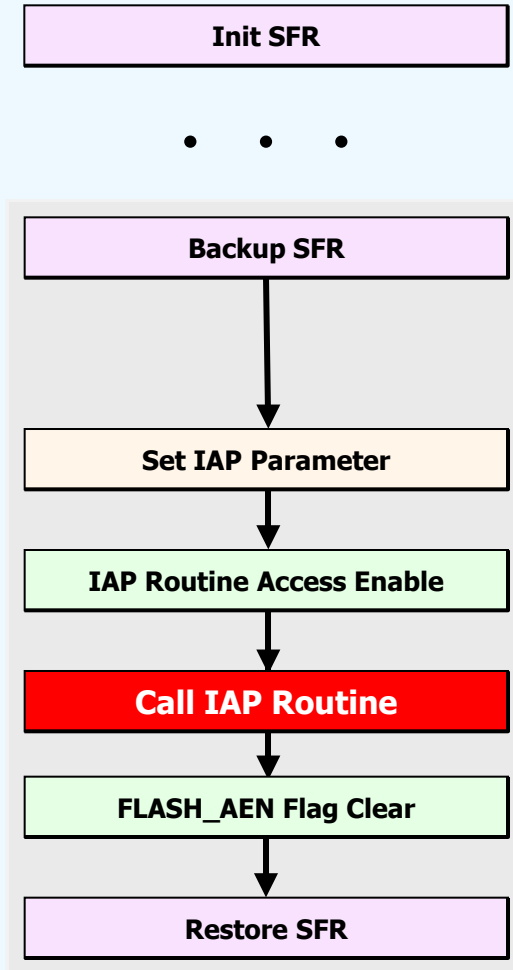 Init SFR
• • •
Backup SFR
Set IAP Parameter
IAP Routine Access Enable
Call IAP Routine
FLASH_AEN Flag Clear
Restore SFR